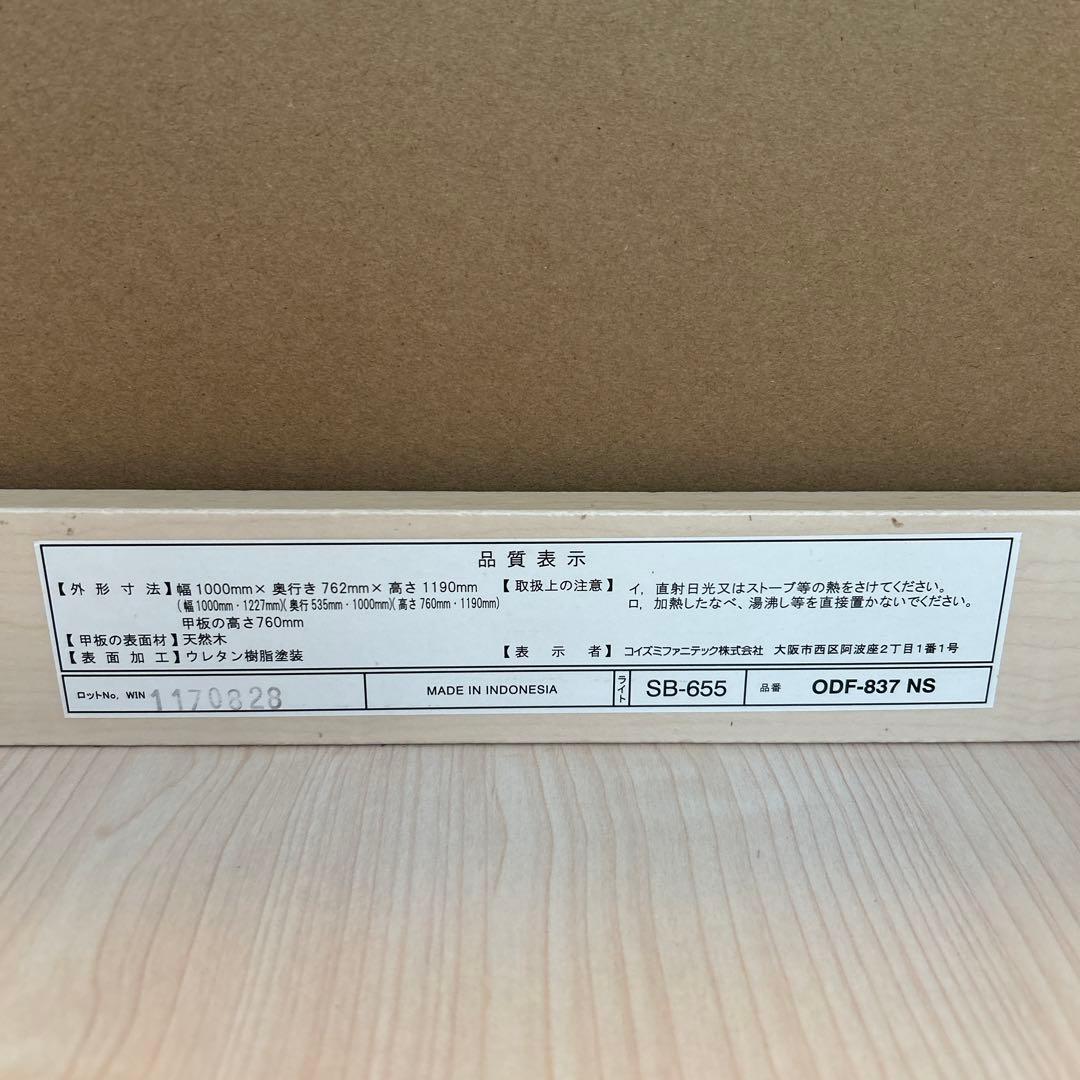 品質表示
【外形寸法】幅1000mm×奥行き762mm×高さ1190mm
(幅1000mm・1227mm)(奥行535mm・1000mm)(高さ760mm・1190mm)
甲板の高さ760mm
【甲板の表面材】天然木
【表面加工】ウレタン樹脂塗装
【取扱上の注意】イ，直射日光又はストーブ等の熱をさけてください。
ロ，加熱したなべ、湯沸し等を直接置かないでください。
【表示者】コイズミファニテック株式会社 大阪市西区阿波座2丁目1番1号
ロットNo, WIN 1170828
MADE IN INDONESIA
ライト SB-655
品番 ODF-837 NS